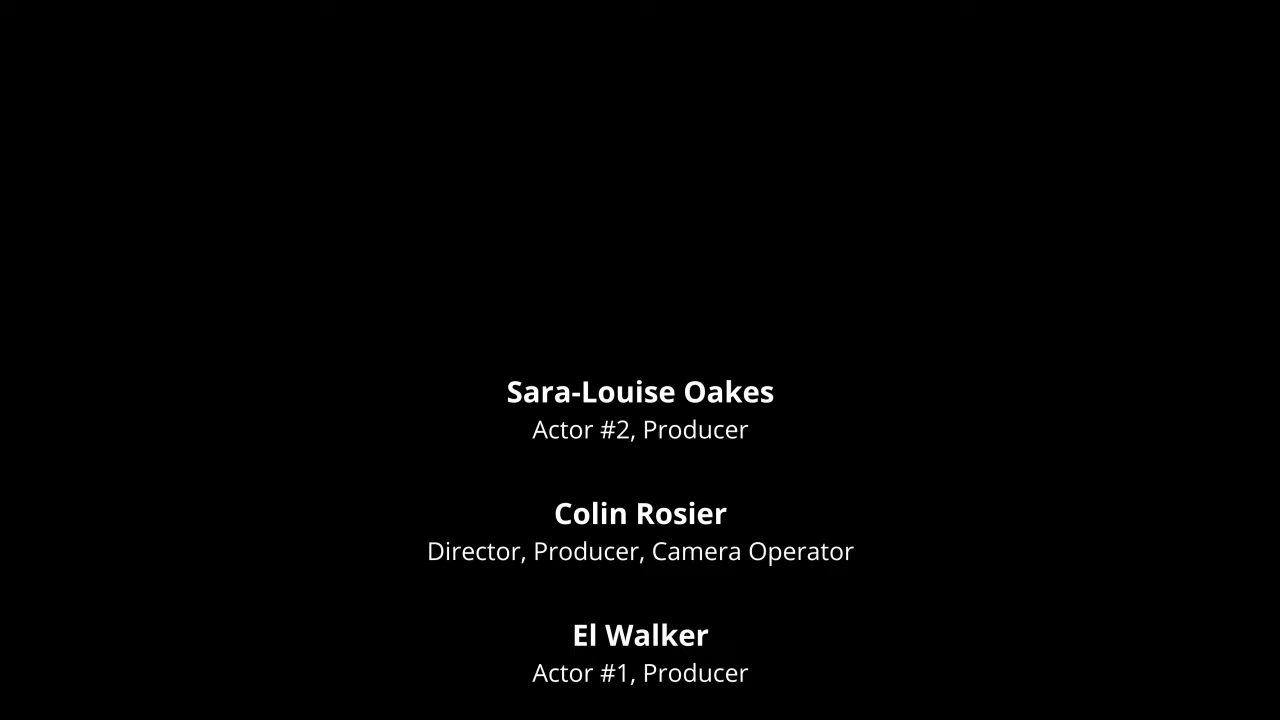 Sara-Louise Oakes
Actor #2, Producer
Colin Rosier
Director, Producer, Camera Operator
El Walker
Actor #1, Producer